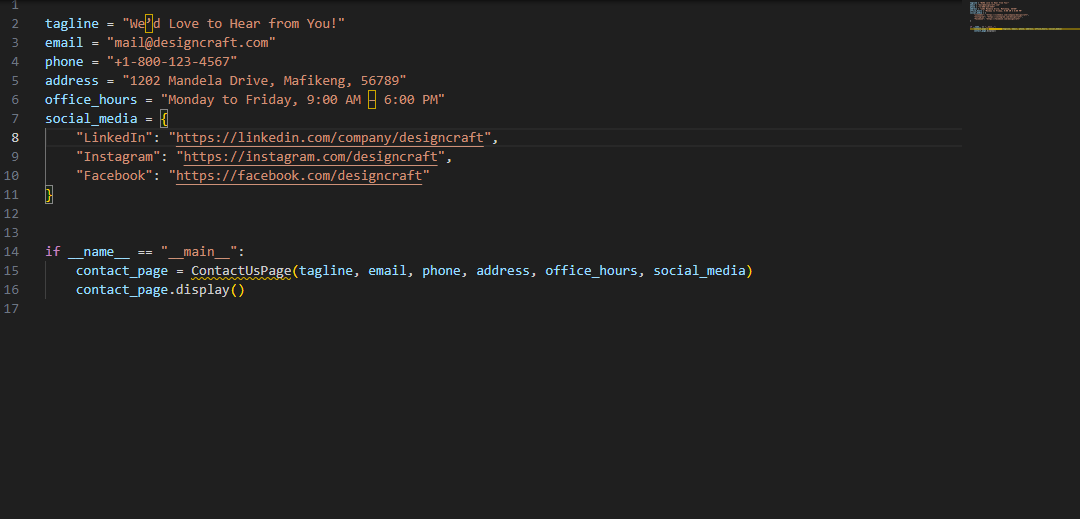 1
2 tagline = "We’d Love to Hear from You!"
3 email = "mail@designcraft.com"
4 phone = "+1-800-123-4567"
5 address = "1202 Mandela Drive, Mafikeng, 56789"
6 office_hours = "Monday to Friday, 9:00 AM – 6:00 PM"
7 social_media = {
8 "LinkedIn": "https://linkedin.com/company/designcraft",
9 "Instagram": "https://instagram.com/designcraft",
10 "Facebook": "https://facebook.com/designcraft"
11 }
12
13
14 if __name__ == "__main__":
15 contact_page = ContactUsPage(tagline, email, phone, address, office_hours, social_media)
16 contact_page.display()
17